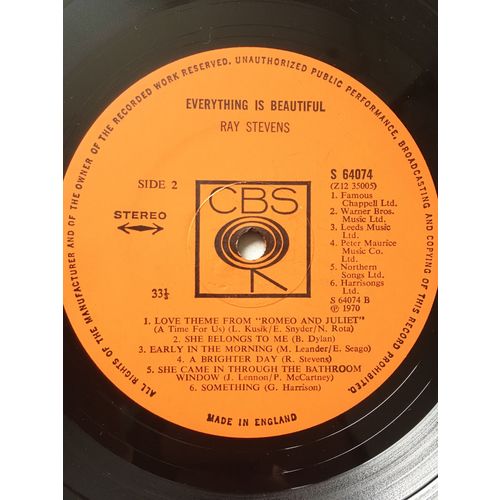 ALL RIGHTS OF THE MANUFACTURER AND OF THE OWNER OF THE RECORDED WORK RESERVED. UNAUTHORIZED PUBLIC PERFORMANCE, BROADCASTING AND COPYING OF THIS RECORD PROHIBITED.
EVERYTHING IS BEAUTIFUL
RAY STEVENS
SIDE 2
STEREO
33⅓
CBS
S 64074
(Z12 35005)
1. Famous
Chappell Ltd.
2. Warner Bros.
Music Ltd.
3. Leeds Music
Ltd.
4. Peter Maurice
Music Co.
Ltd.
5. Northern
Songs Ltd.
6. Harrisongs
Ltd.
S 64074 B
℗ 1970
1. LOVE THEME FROM "ROMEO AND JULIET"
(A Time For Us) (L. Kusik/E. Snyder/N. Rota)
2. SHE BELONGS TO ME (B. Dylan)
3. EARLY IN THE MORNING (M. Leander/E. Seago)
4. A BRIGHTER DAY (R. Stevens)
5. SHE CAME IN THROUGH THE BATHROOM
WINDOW (J. Lennon/P. McCartney)
6. SOMETHING (G. Harrison)
MADE IN ENGLAND